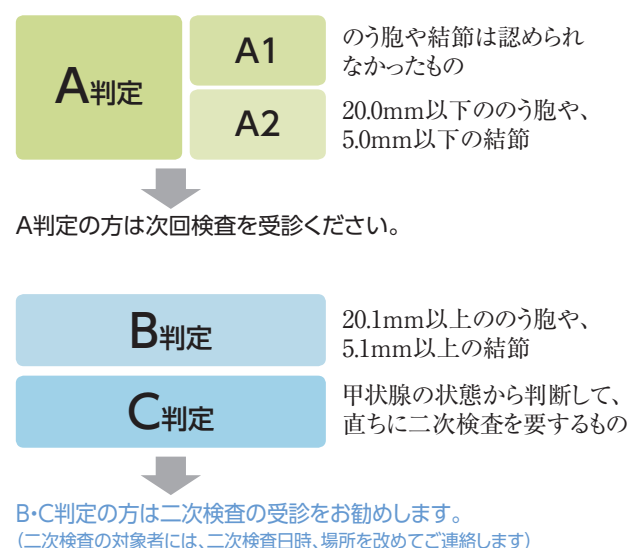 A判定
A1
のう胞や結節は認められ
なかったもの
A2
20.0mm以下ののう胞や、
5.0mm以下の結節
A判定の方は次回検査を受診ください。
B判定
20.1mm以上ののう胞や、
5.1mm以上の結節
C判定
甲状腺の状態から判断して、
直ちに二次検査を要するもの
B・C判定の方は二次検査の受診をお勧めします。
(二次検査の対象者には、二次検査日時、場所を改めてご連絡します)